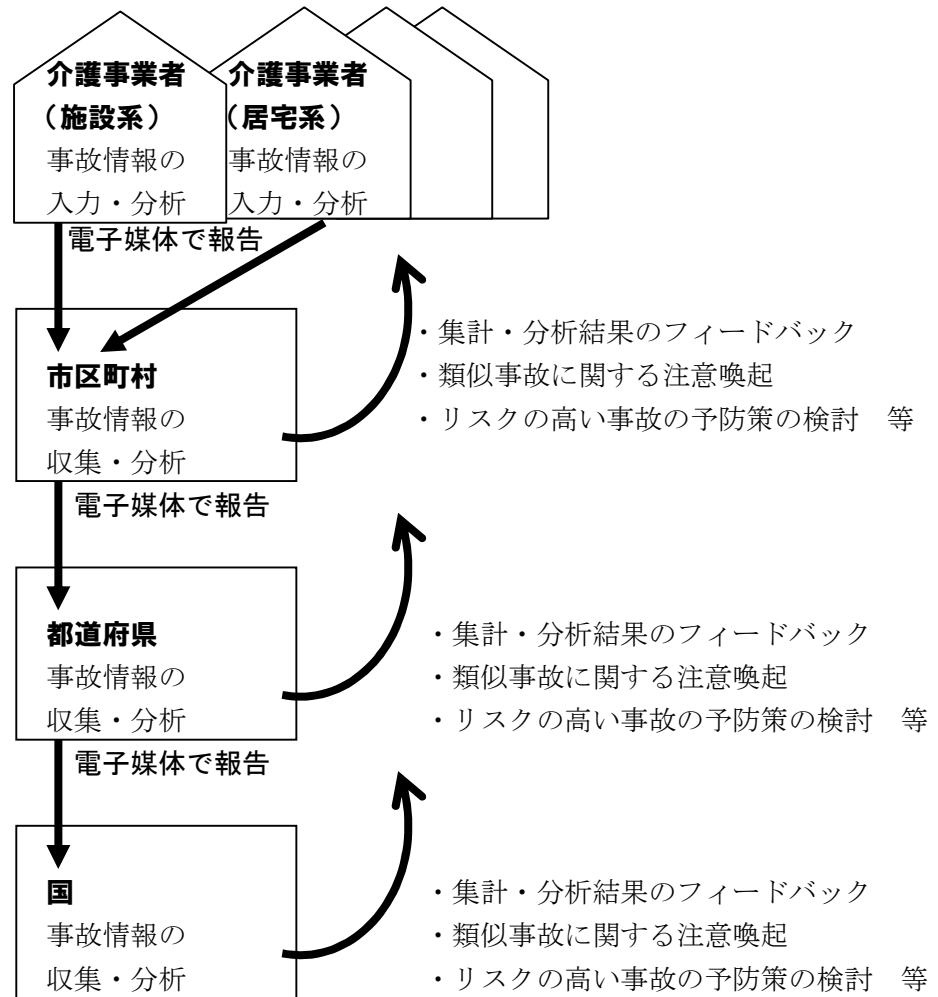 介護事業者
（施設系）
事故情報の
入力・分析
介護事業者
（居宅系）
事故情報の
入力・分析
電子媒体で報告
市区町村
事故情報の
収集・分析
・集計・分析結果のフィードバック
・類似事故に関する注意喚起
・リスクの高い事故の予防策の検討　等
電子媒体で報告
都道府県
事故情報の
収集・分析
・集計・分析結果のフィードバック
・類似事故に関する注意喚起
・リスクの高い事故の予防策の検討　等
電子媒体で報告
国
事故情報の
収集・分析
・集計・分析結果のフィードバック
・類似事故に関する注意喚起
・リスクの高い事故の予防策の検討　等